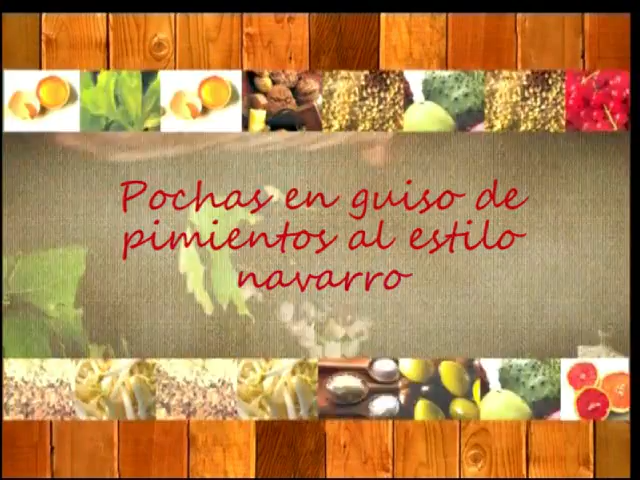 Pochas en guiso de
pimientos al estilo
navarro